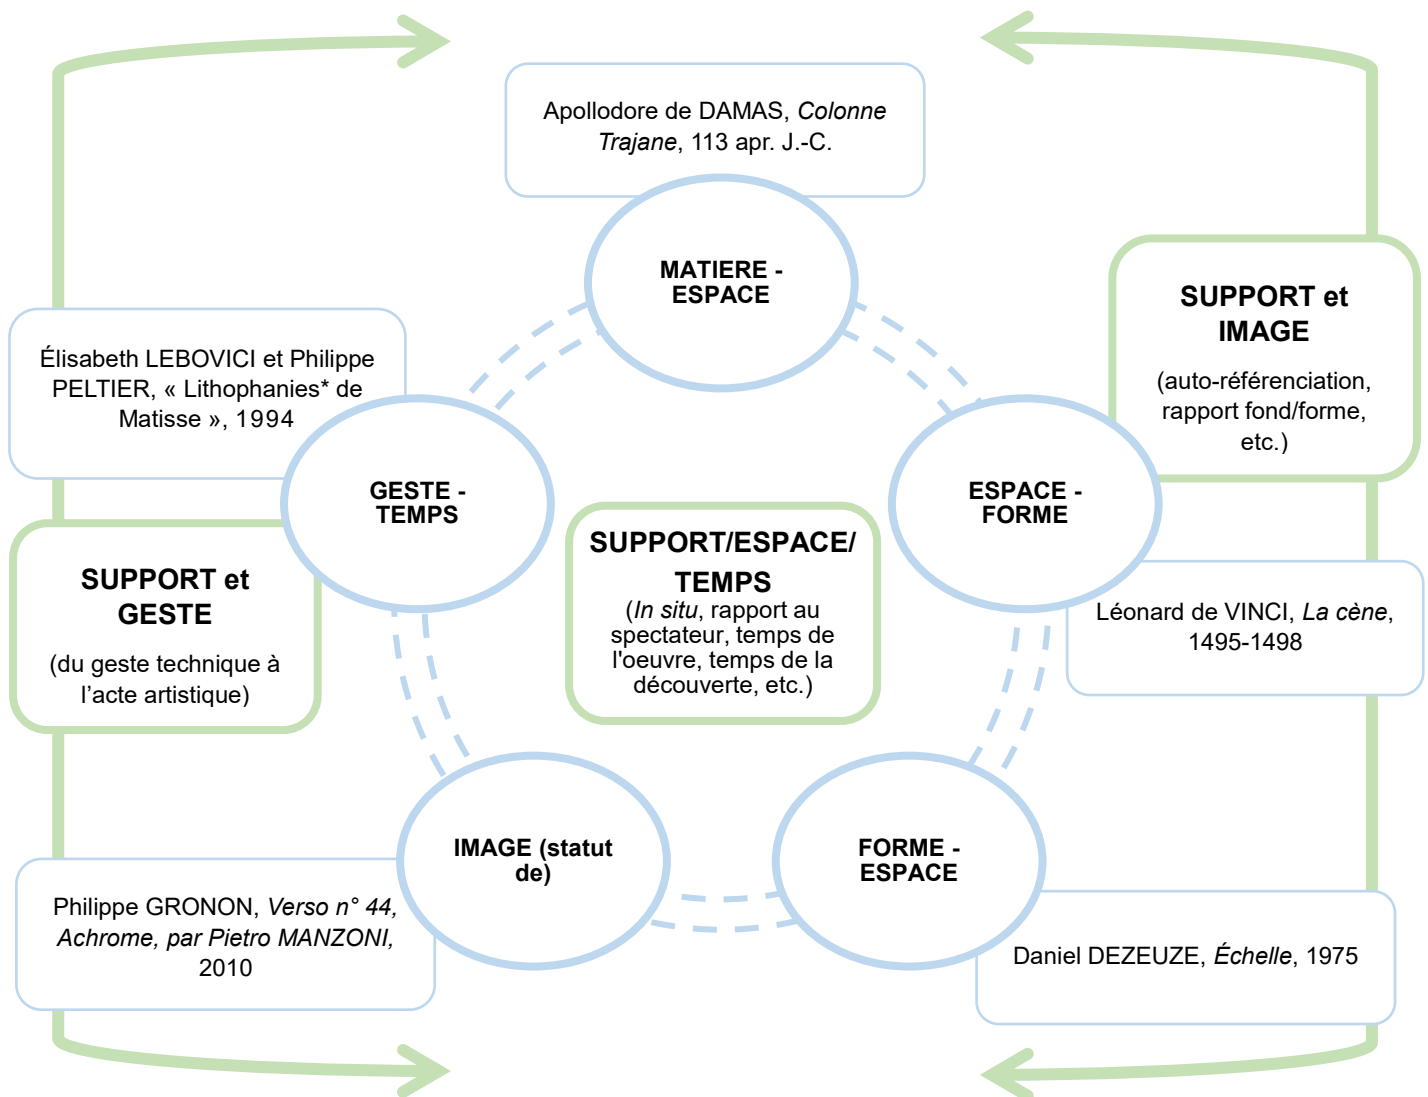 Apollodore de DAMAS, Colonne
Trajane, 113 apr. J.-C.
MATIERE -
ESPACE
SUPPORT et
IMAGE
(auto-référenciation,
rapport fond/forme,
etc.)
Élisabeth LEBOVICI et Philippe
PELTIER, « Lithophanies* de
Matisse », 1994
GESTE -
TEMPS
ESPACE -
FORME
SUPPORT/ESPACE/
TEMPS
(In situ, rapport au
spectateur, temps de
l'oeuvre, temps de la
découverte, etc.)
SUPPORT et
GESTE
(du geste technique à
l’acte artistique)
Léonard de VINCI, La cène,
1495-1498
IMAGE (statut
de)
FORME -
ESPACE
Philippe GRONON, Verso n° 44,
Achrome, par Pietro MANZONI,
2010
Daniel DEZEUZE, Échelle, 1975